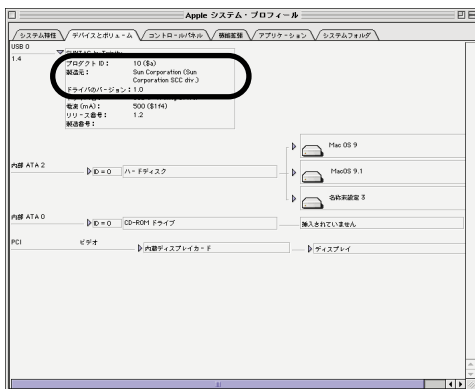 Apple システム・プロフィール
システム特性 デバイスとボリューム コントロールパネル 機能拡張 アプリケーション システムフォルダ
USB 0
1.4
プロダクト ID： 10 ($a)
製造元： Sun Corporation (Sun
Corporation SCC div.)
ドライバのバージョン：1.0
電流 (mA)： 500 ($1f4)
リリース番号： 1.2
製造番号：
Mac OS 9
内部 ATA 2
ID = 0 ハードディスク
MacOS 9.1
名称未設定 3
内部 ATA 0
ID = 0 CD-ROM ドライブ
挿入されていません
PCI ビデオ
内蔵ディスプレイカード
ディスプレイ